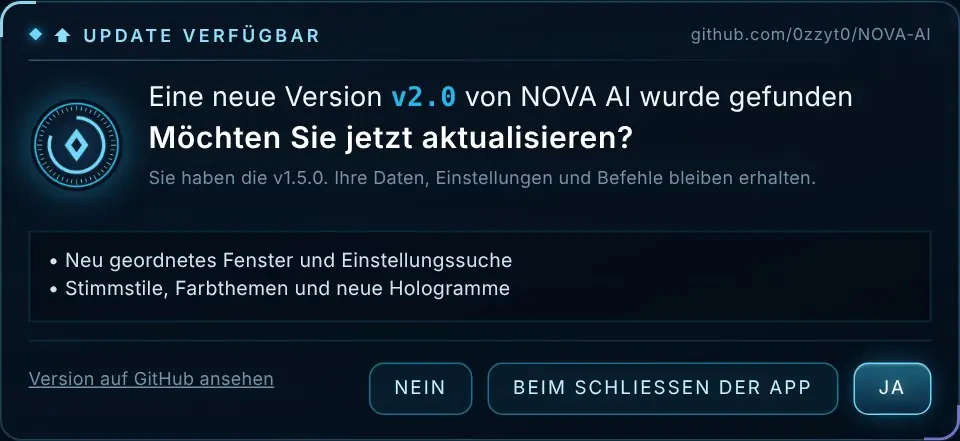 UPDATE VERFÜGBAR
github.com/0zzyt0/NOVA-AI
Eine neue Version v2.0 von NOVA AI wurde gefunden
Möchten Sie jetzt aktualisieren?
Sie haben die v1.5.0. Ihre Daten, Einstellungen und Befehle bleiben erhalten.
• Neu geordnetes Fenster und Einstellungssuche
• Stimmstile, Farbthemen und neue Hologramme
Version auf GitHub ansehen
NEIN
BEIM SCHLIESSEN DER APP
JA